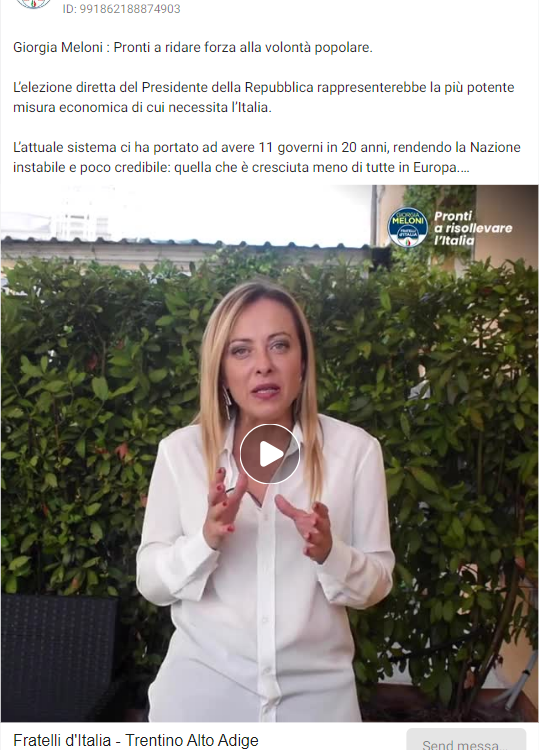 ID: 991862188874903
Giorgia Meloni : Pronti a ridare forza alla volontà popolare.
L'elezione diretta del Presidente della Repubblica rappresenterebbe la più potente
misura economica di cui necessita l'Italia.
L'attuale sistema ci ha portato ad avere 11 governi in 20 anni, rendendo la Nazione
instabile e poco credibile: quella che è cresciuta meno di tutte in Europa....
GIORGIA
MELONI
FRATELLI
d'ITALIA
Pronti
a risollevare
l'Italia
Fratelli d'Italia - Trentino Alto Adige
Send messa...